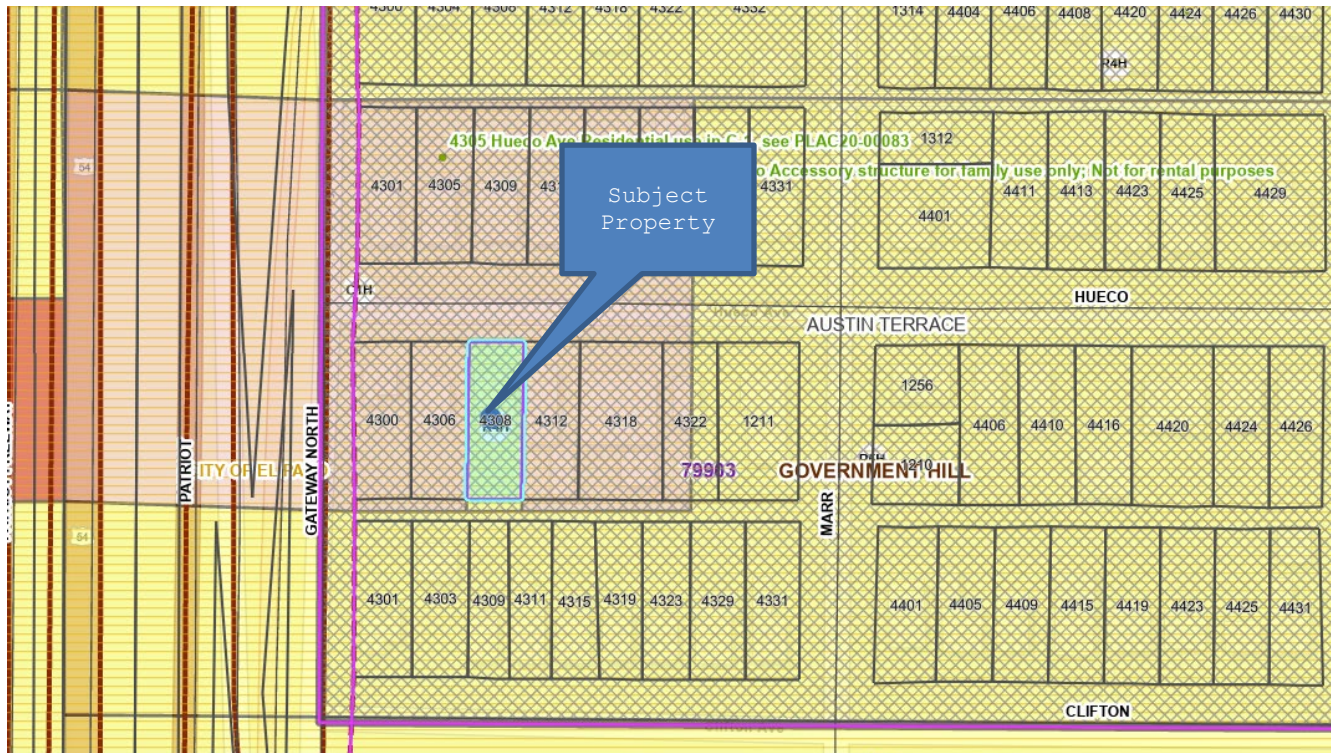 4300 4304 4308 4312 4318 4322 4332
1314 4404 4406 4408 4420 4424 4426 4430
R4H
4305 Hueco Ave Residential use in C-1, see PLAC20-00083
1312
Accessory structure for family use only; Not for rental purposes
54
4301 4305 4309 4331
4401 4411 4413 4423 4425 4429
Subject
Property
C1H
HUECO
Hueco Ave
AUSTIN TERRACE
4300 4306 4308 4312 4318 4322 1211
1256
1210
4406 4410 4416 4420 4424 4426
79903
GOVERNMENT HILL
PATRIOT
GATEWAY NORTH
MARR
54
4301 4303 4309 4311 4315 4319 4323 4329 4331
4401 4405 4409 4415 4419 4423 4425 4431
CLIFTON
Clifton Ave